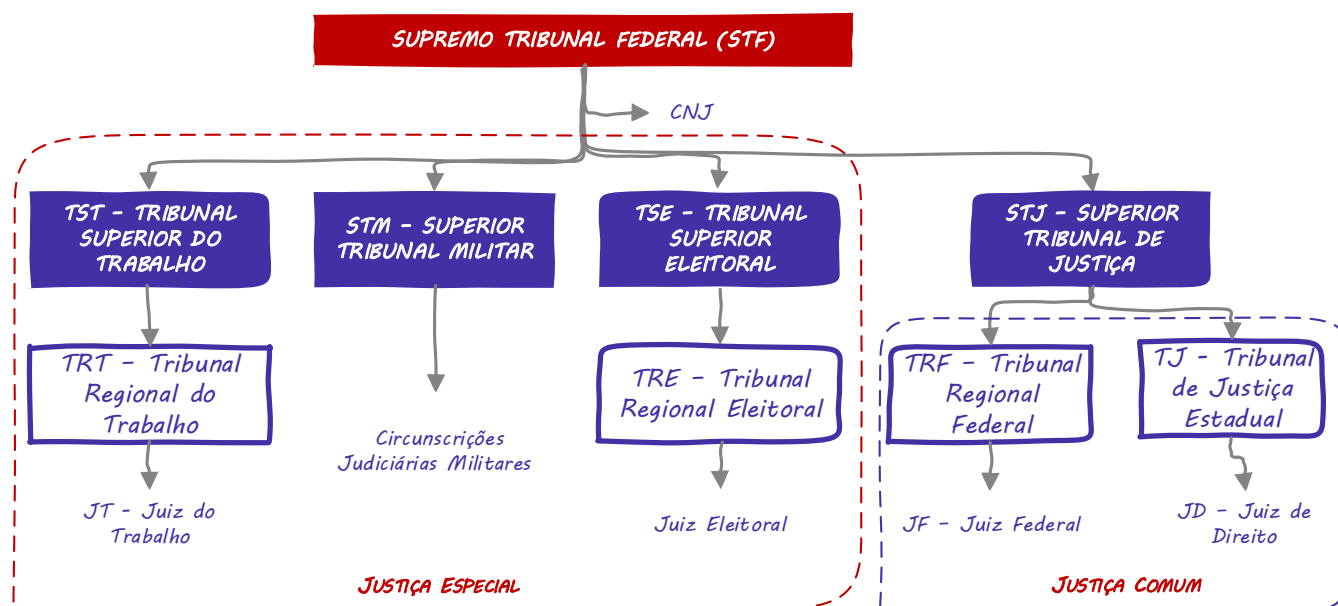 SUPREMO TRIBUNAL FEDERAL (STF)
CNJ
TST - TRIBUNAL
SUPERIOR DO
TRABALHO
STM - SUPERIOR
TRIBUNAL MILITAR
TSE - TRIBUNAL
SUPERIOR
ELEITORAL
STJ - SUPERIOR
TRIBUNAL DE
JUSTIÇA
TRT - Tribunal
Regional do
Trabalho
TRE - Tribunal
Regional Eleitoral
TRF - Tribunal
Regional
Federal
TJ - Tribunal
de Justiça
Estadual
Circunscrições
Judiciárias Militares
JT - Juiz do
Trabalho
Juiz Eleitoral
JF - Juiz Federal
JD - Juiz de
Direito
JUSTIÇA ESPECIAL
JUSTIÇA COMUM